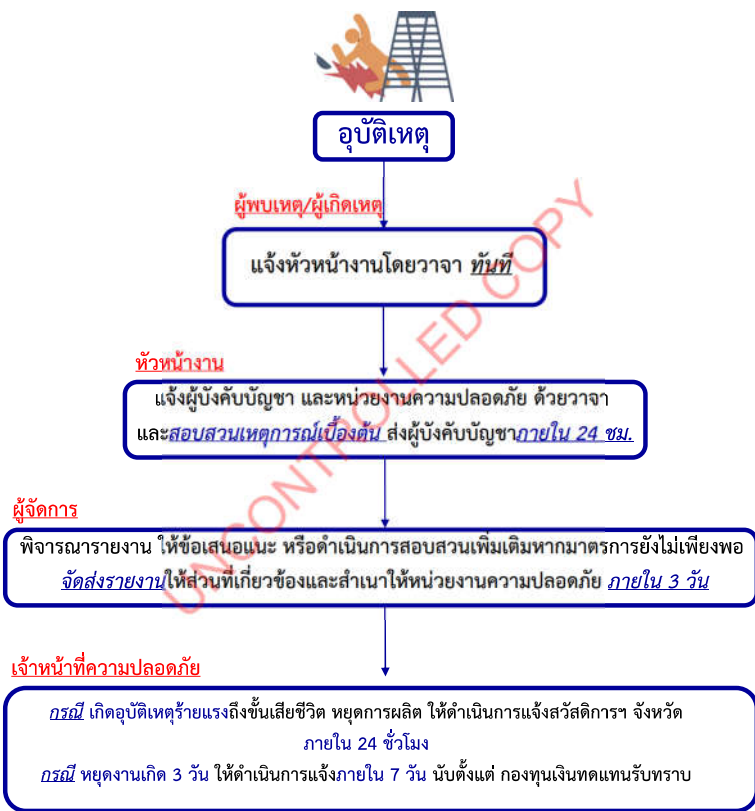 อุบัติเหตุ
ผู้พบเหตุ/ผู้เกิดเหตุ
แจ้งหัวหน้างานโดยวาจา ทันที
หัวหน้างาน
แจ้งผู้บังคับบัญชา และหน่วยงานความปลอดภัย ด้วยวาจา
และสอบสวนเหตุการณ์เบื้องต้น ส่งผู้บังคับบัญชาภายใน 24 ชม.
ผู้จัดการ
พิจารณารายงาน ให้ข้อเสนอแนะ หรือดำเนินการสอบสวนเพิ่มเติมหากมาตรการยังไม่เพียงพอ
จัดส่งรายงานให้ส่วนที่เกี่ยวข้องและสำเนาให้หน่วยงานความปลอดภัย ภายใน 3 วัน
เจ้าหน้าที่ความปลอดภัย
กรณี เกิดอุบัติเหตุร้ายแรงถึงขั้นเสียชีวิต หยุดการผลิต ให้ดำเนินการแจ้งสวัสดิการฯ จังหวัด
ภายใน 24 ชั่วโมง
กรณี หยุดงานเกิด 3 วัน ให้ดำเนินการแจ้งภายใน 7 วัน นับตั้งแต่ กองทุนเงินทดแทนรับทราบ
UNCONTROLLED COPY